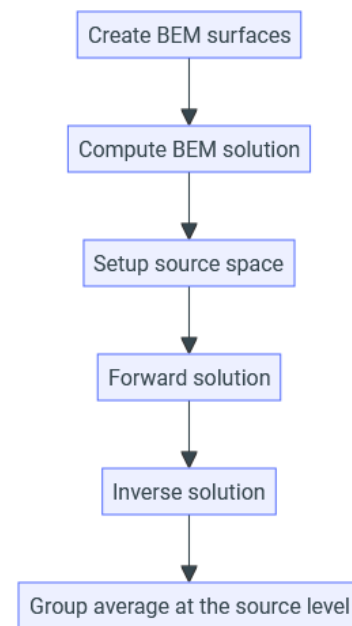 Create BEM surfaces
Compute BEM solution
Setup source space
Forward solution
Inverse solution
Group average at the source level